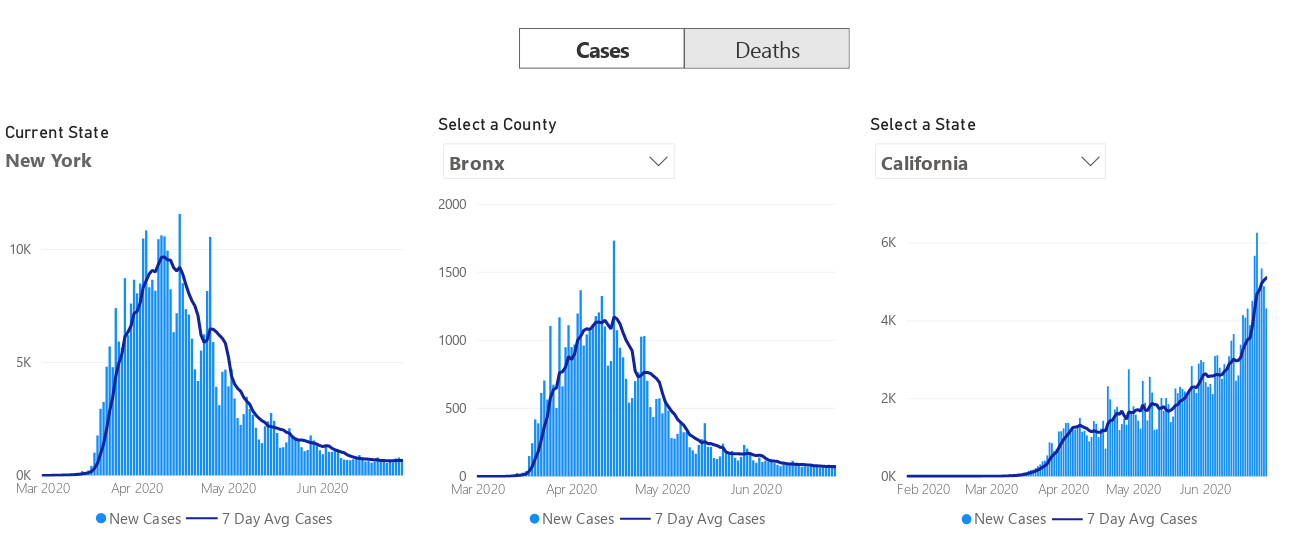 Cases Deaths
Current State
New York
Select a County
Bronx
Select a State
California
10K
5K
0K
Mar 2020 Apr 2020 May 2020 Jun 2020
New Cases 7 Day Avg Cases
2000
1500
1000
500
0
Mar 2020 Apr 2020 May 2020 Jun 2020
New Cases 7 Day Avg Cases
6K
4K
2K
0K
Feb 2020 Mar 2020 Apr 2020 May 2020 Jun 2020
New Cases 7 Day Avg Cases